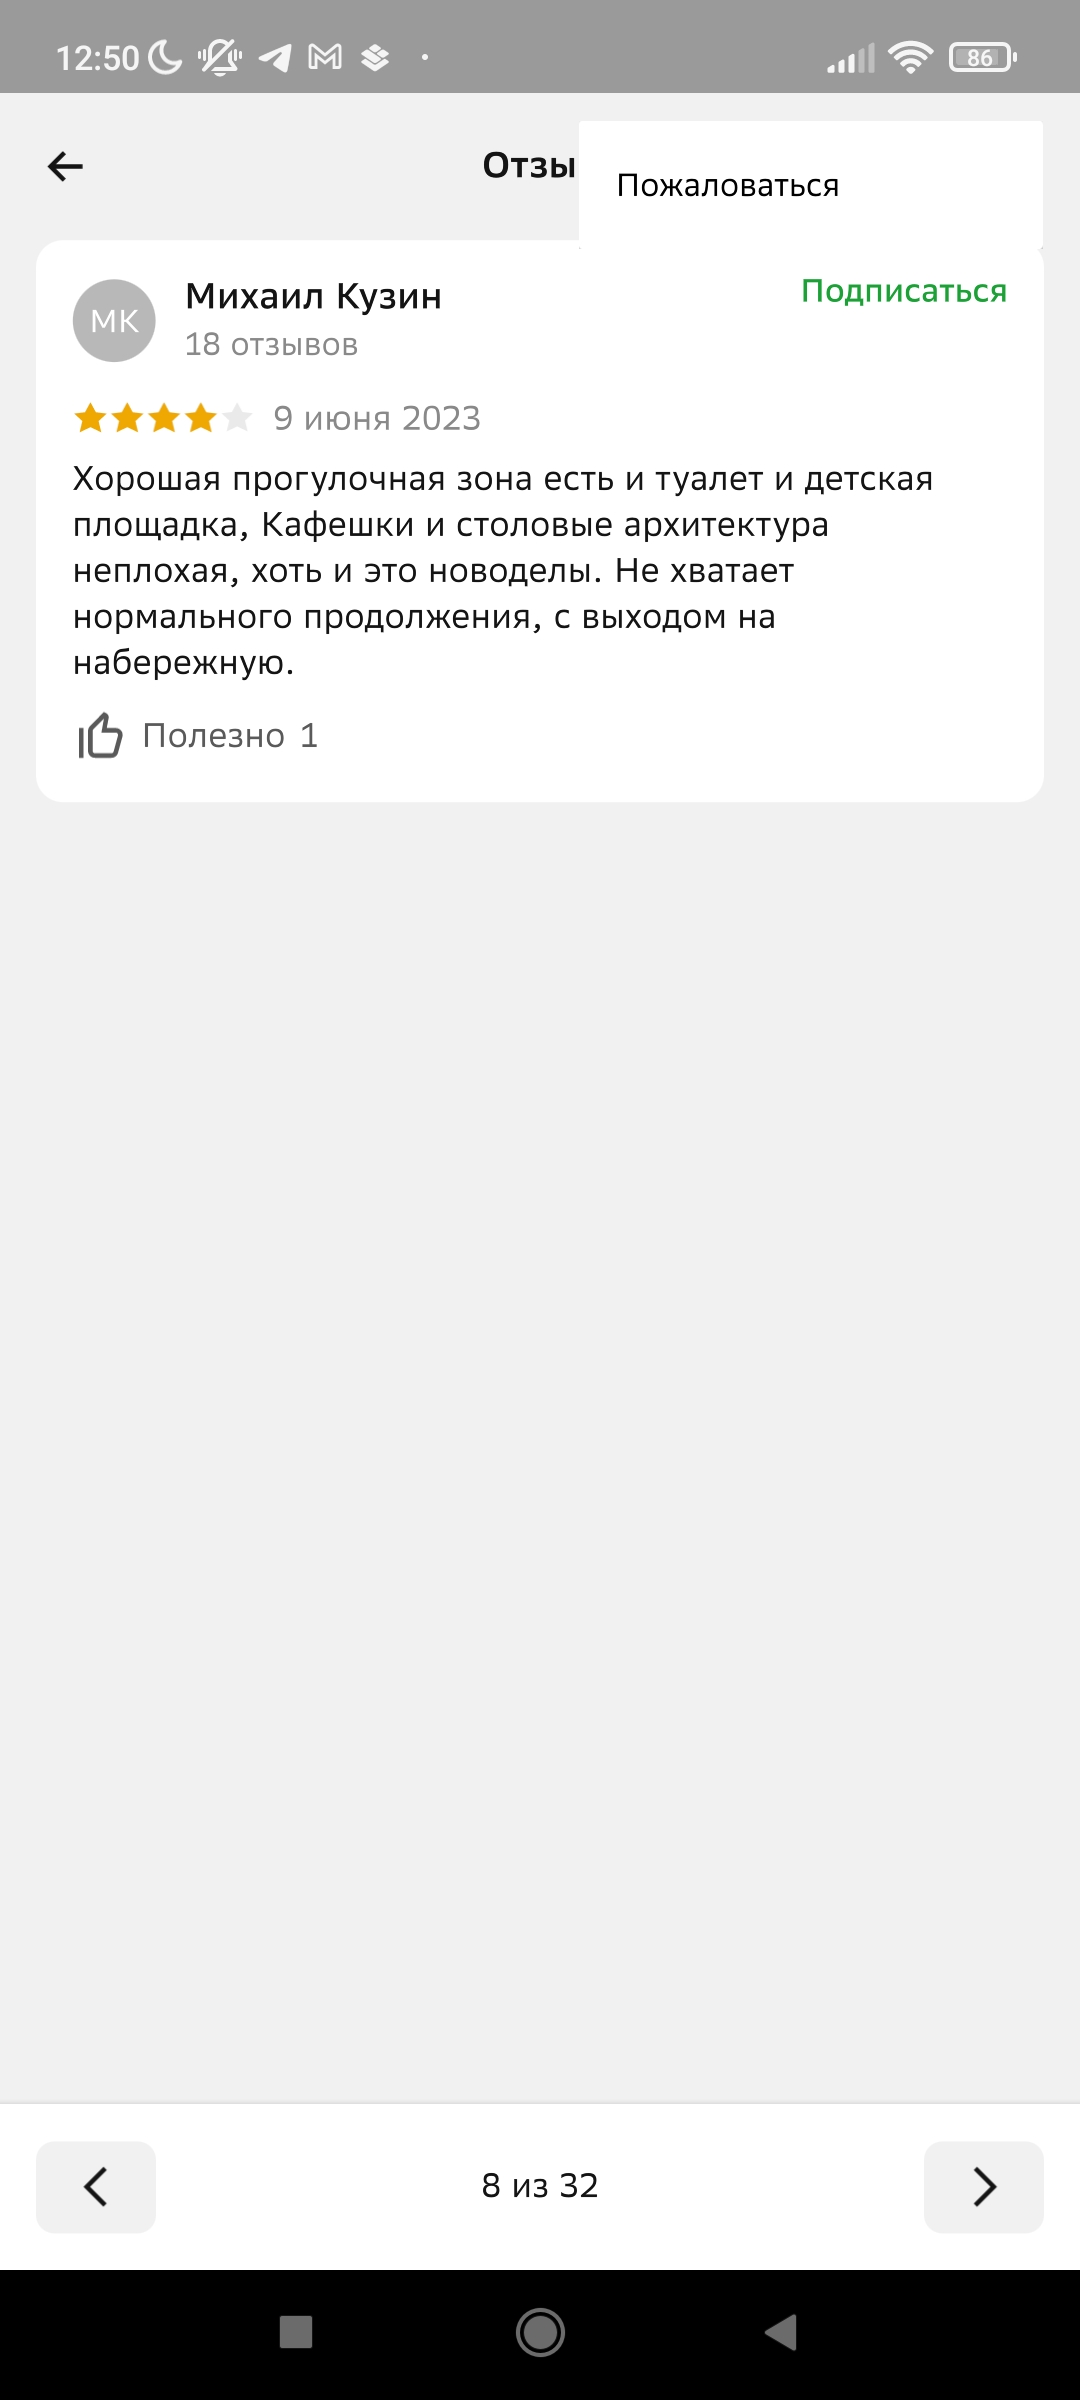 12:50
86
Отзы
Пожаловаться
МК
Михаил Кузин
Подписаться
18 отзывов
9 июня 2023
Хорошая прогулочная зона есть и туалет и детская
площадка, Кафешки и столовые архитектура
неплохая, хоть и это новоделы. Не хватает
нормального продолжения, с выходом на
набережную.
Полезно 1
8 из 32